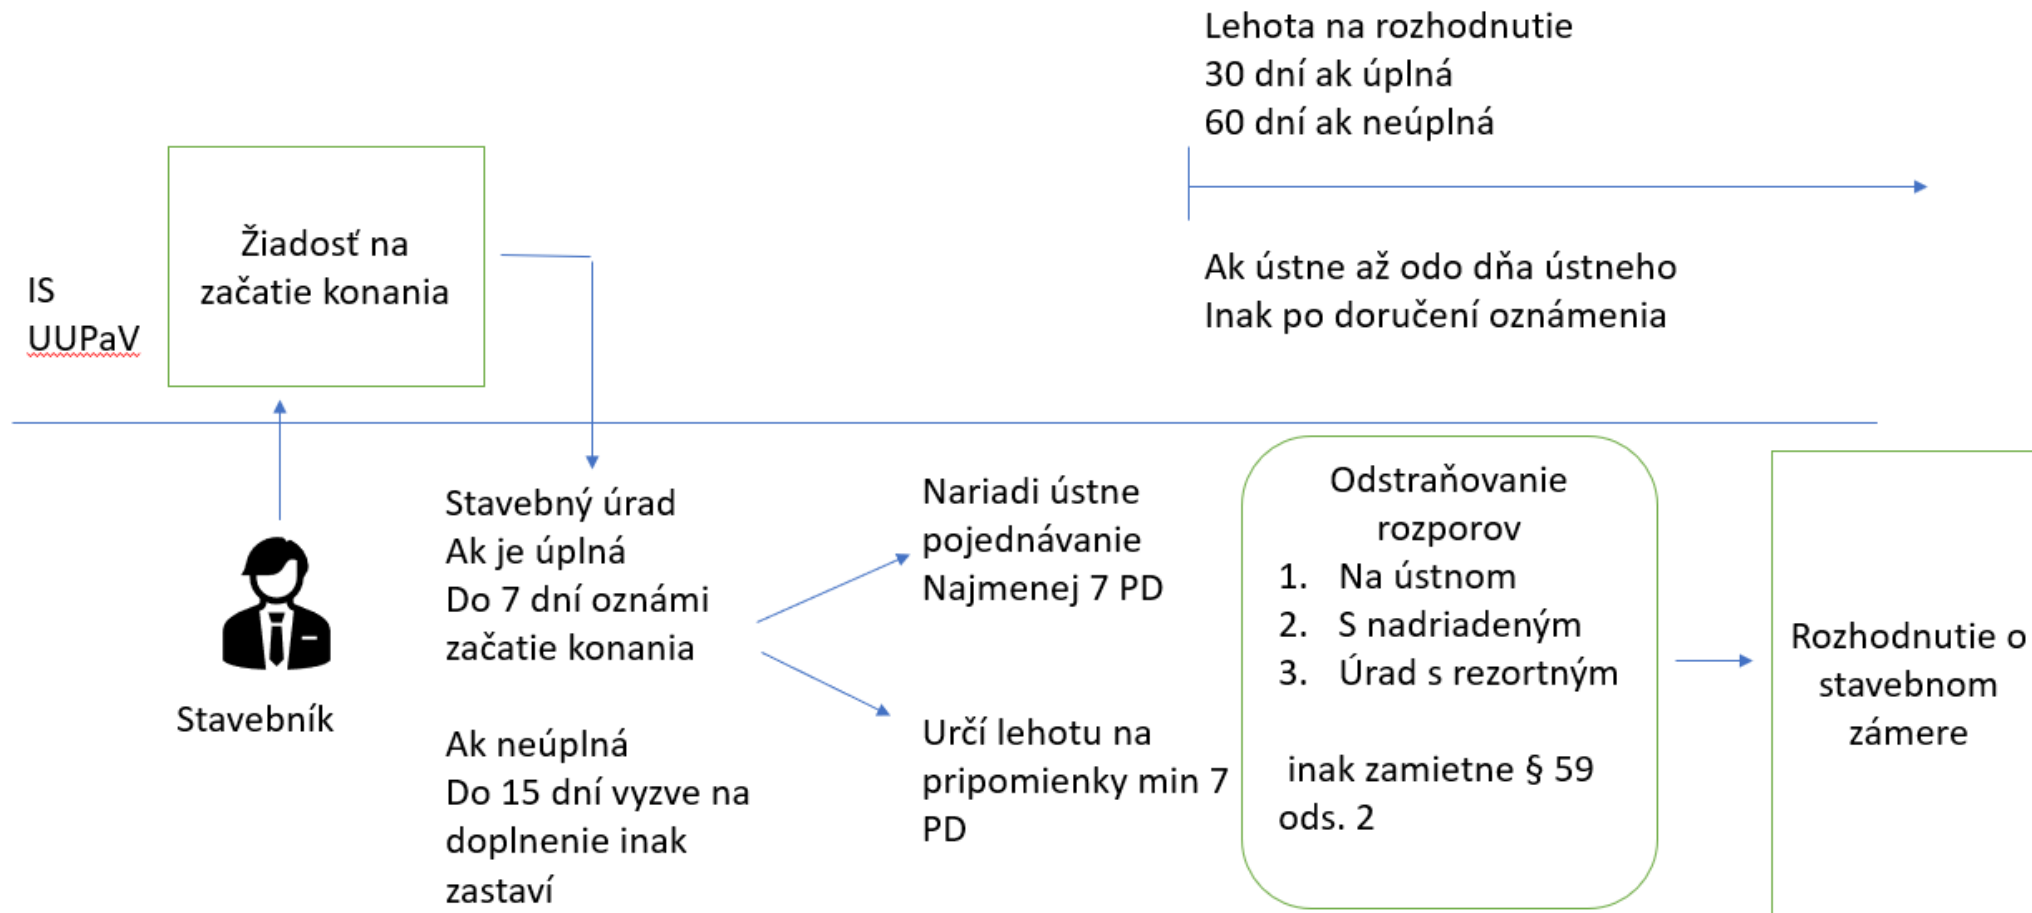 Lehota na rozhodnutie
30 dní ak úplná
60 dní ak neúplná
Žiadosť na
začatie konania
IS
UUPaV
Ak ústne až odo dňa ústneho
Inak po doručení oznámenia
Stavebník
Stavebný úrad
Ak je úplná
Do 7 dní oznámi
začatie konania
Ak neúplná
Do 15 dní vyzve na
doplnenie inak
zastaví
Nariadi ústne
pojednávanie
Najmenej 7 PD
Určí lehotu na
pripomienky min 7
PD
Odstraňovanie
rozporov
1. Na ústnom
2. S nadriadeným
3. Úrad s rezortným
inak zamietne § 59
ods. 2
Rozhodnutie o
stavebnom
zámere